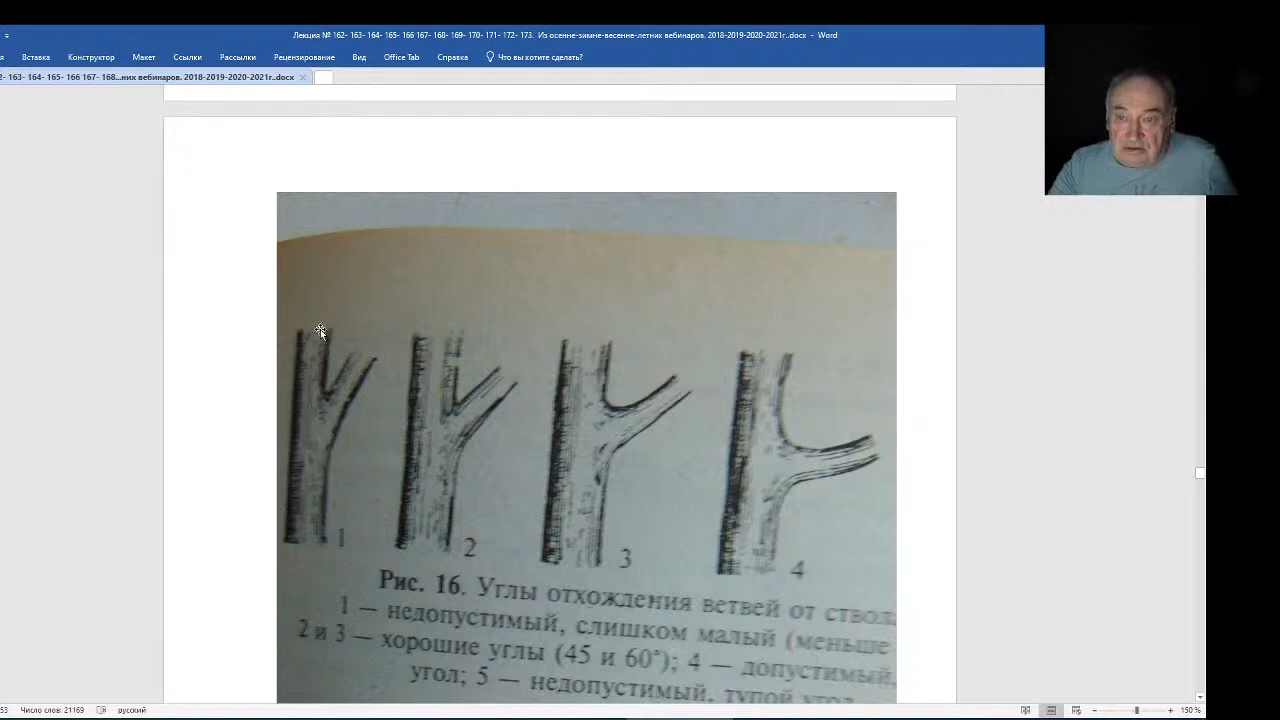 Лекция № 162- 163- 164- 165- 166 167- 168- 169- 170- 171- 172- 173. Из осенне-зимне-весенне-летних вебинаров. 2018-2019-2020-2021г..docx - Word
Вставка Конструктор Макет Ссылки Рассылки Рецензирование Вид Office Tab Справка Что вы хотите сделать?
2- 163- 164- 165- 166 167- 168...них вебинаров. 2018-2019-2020-2021г..docx
1 2 3 4
Рис. 16. Углы отхождения ветвей от
1 — недопустимый, слишком малый (меньше
2 и 3 — хорошие углы (45 и 60°); 4 — допустимый,
угол; 5 — недопустимый, тупой угол
53 Число слов: 21169 русский 150 %